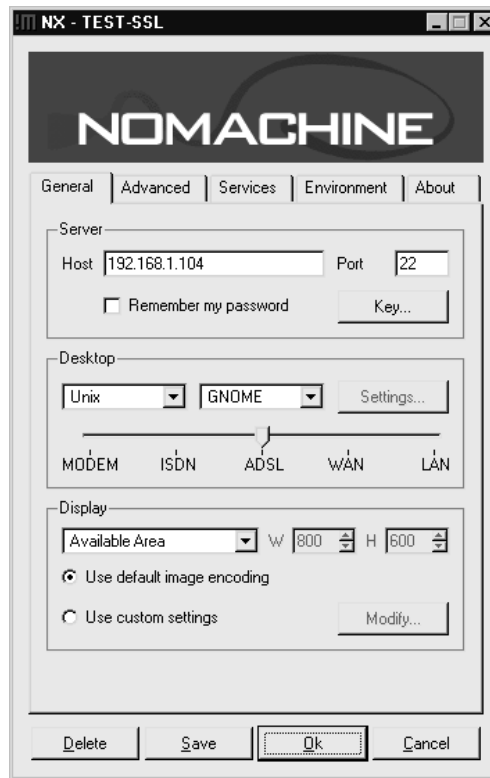 !M NX - TEST-SSL
NOMACHINE
General Advanced Services Environment About
Server
Host 192.168.1.104 Port 22
Remember my password Key...
Desktop
Unix GNOME Settings...
MODEM ISDN ADSL WAN LAN
Display
Available Area W 800 H 600
Use default image encoding
Use custom settings Modify...
Delete Save Ok Cancel